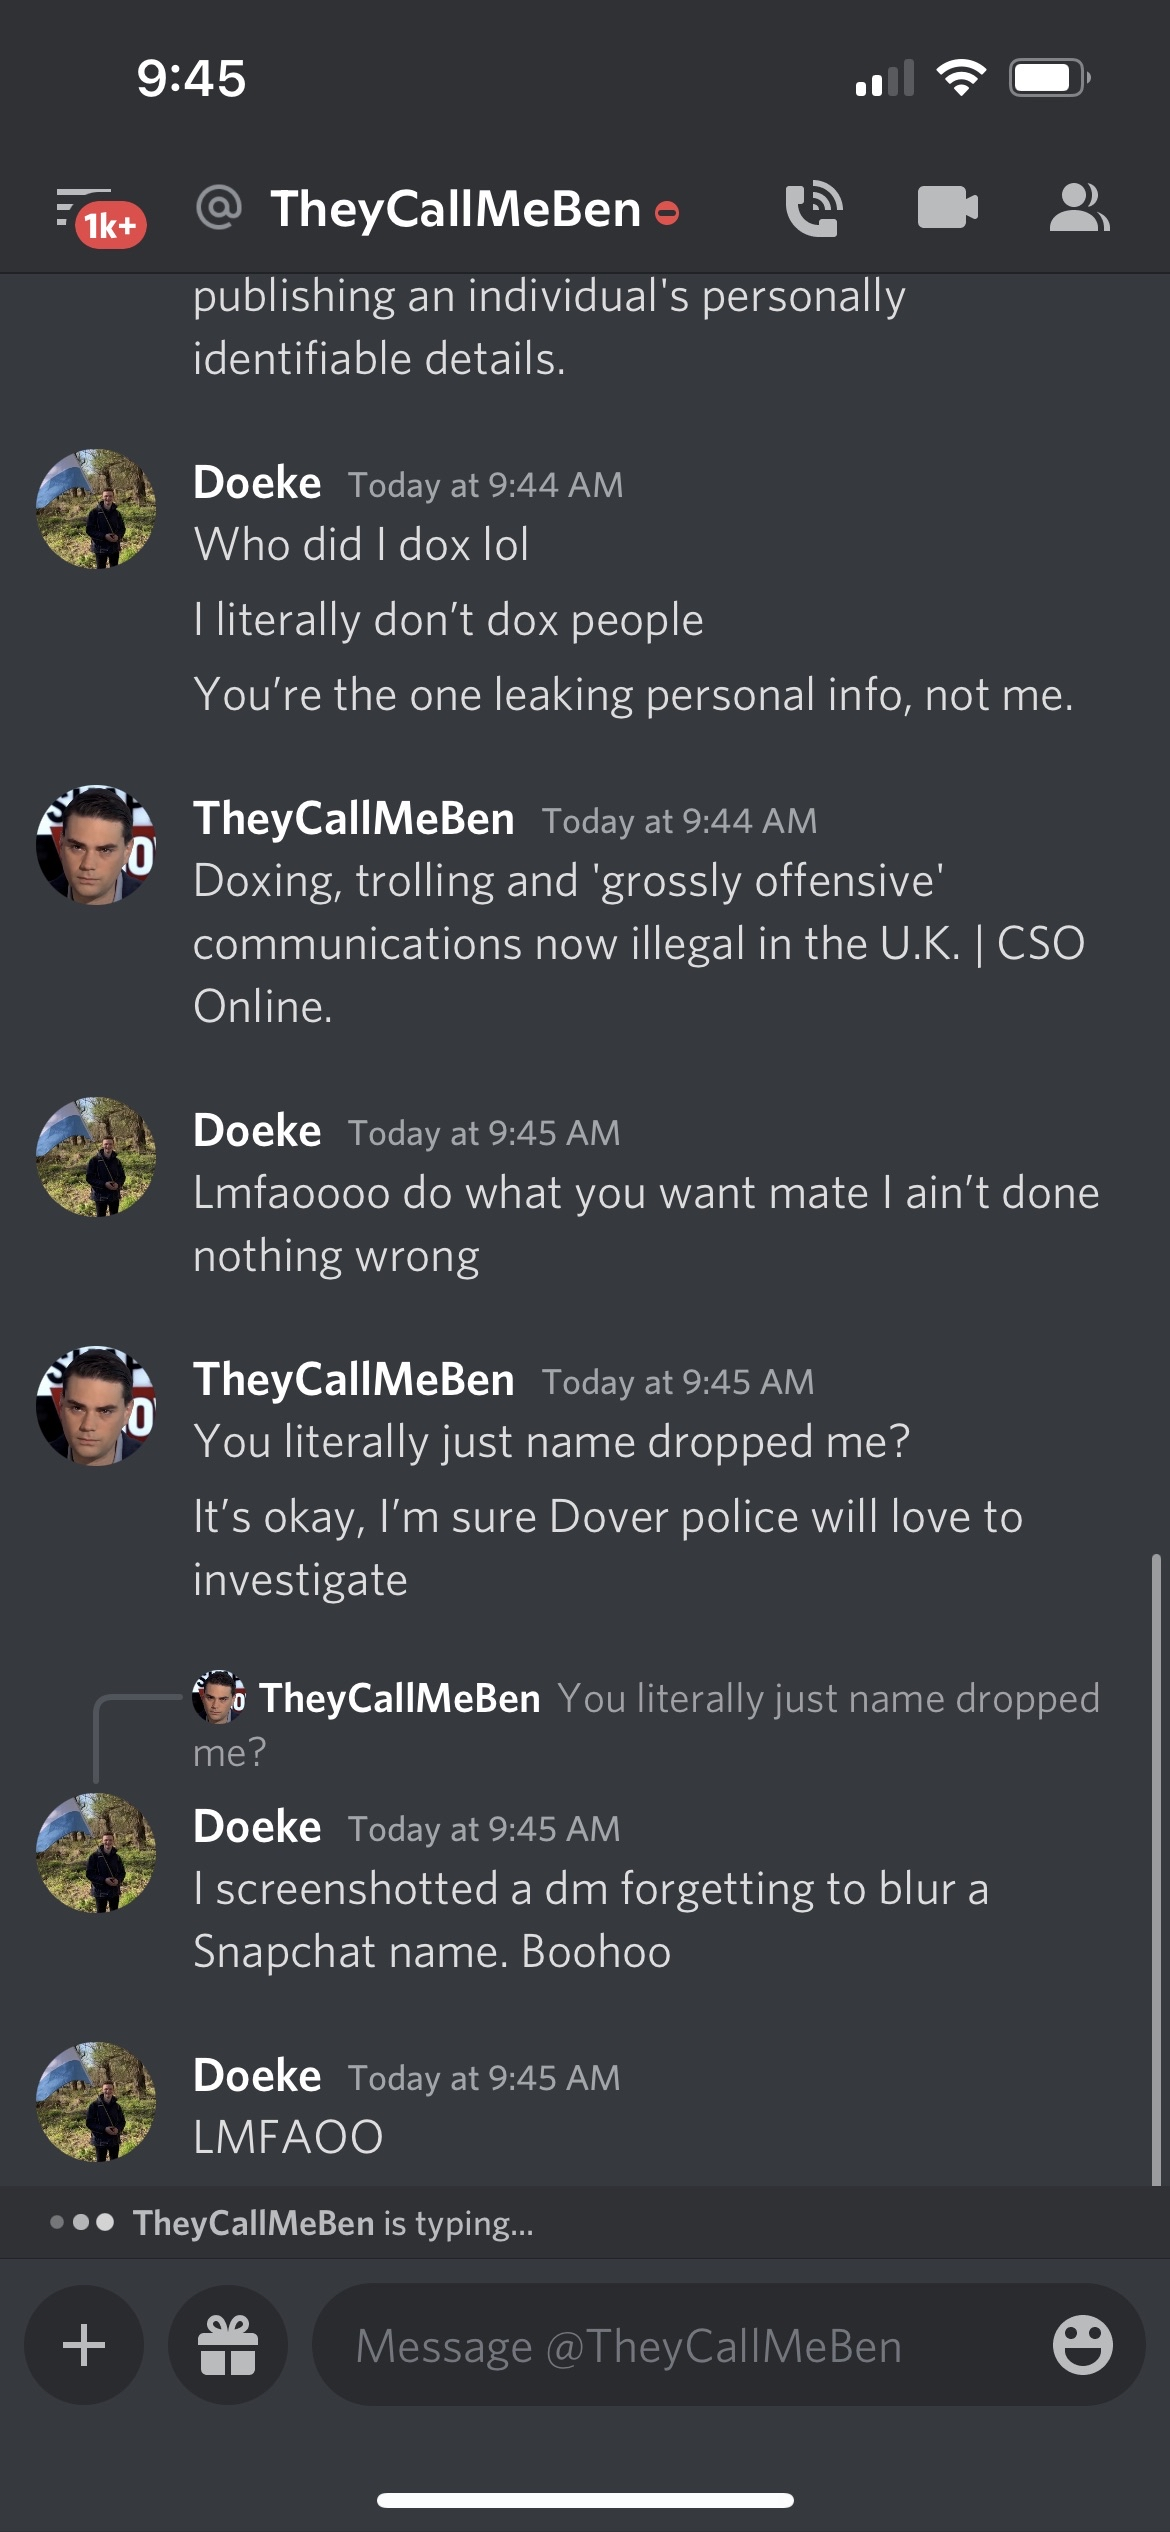 9:45
1k+
@ TheyCallMeBen
publishing an individual's personally
identifiable details.
Doeke Today at 9:44 AM
Who did I dox lol
I literally don’t dox people
You’re the one leaking personal info, not me.
TheyCallMeBen Today at 9:44 AM
Doxing, trolling and 'grossly offensive'
communications now illegal in the U.K. | CSO
Online.
Doeke Today at 9:45 AM
Lmfaoooo do what you want mate I ain’t done
nothing wrong
TheyCallMeBen Today at 9:45 AM
You literally just name dropped me?
It’s okay, I’m sure Dover police will love to
investigate
TheyCallMeBen You literally just name dropped
me?
Doeke Today at 9:45 AM
I screenshotted a dm forgetting to blur a
Snapchat name. Boohoo
Doeke Today at 9:45 AM
LMFAOO
TheyCallMeBen is typing...
Message @TheyCallMeBen